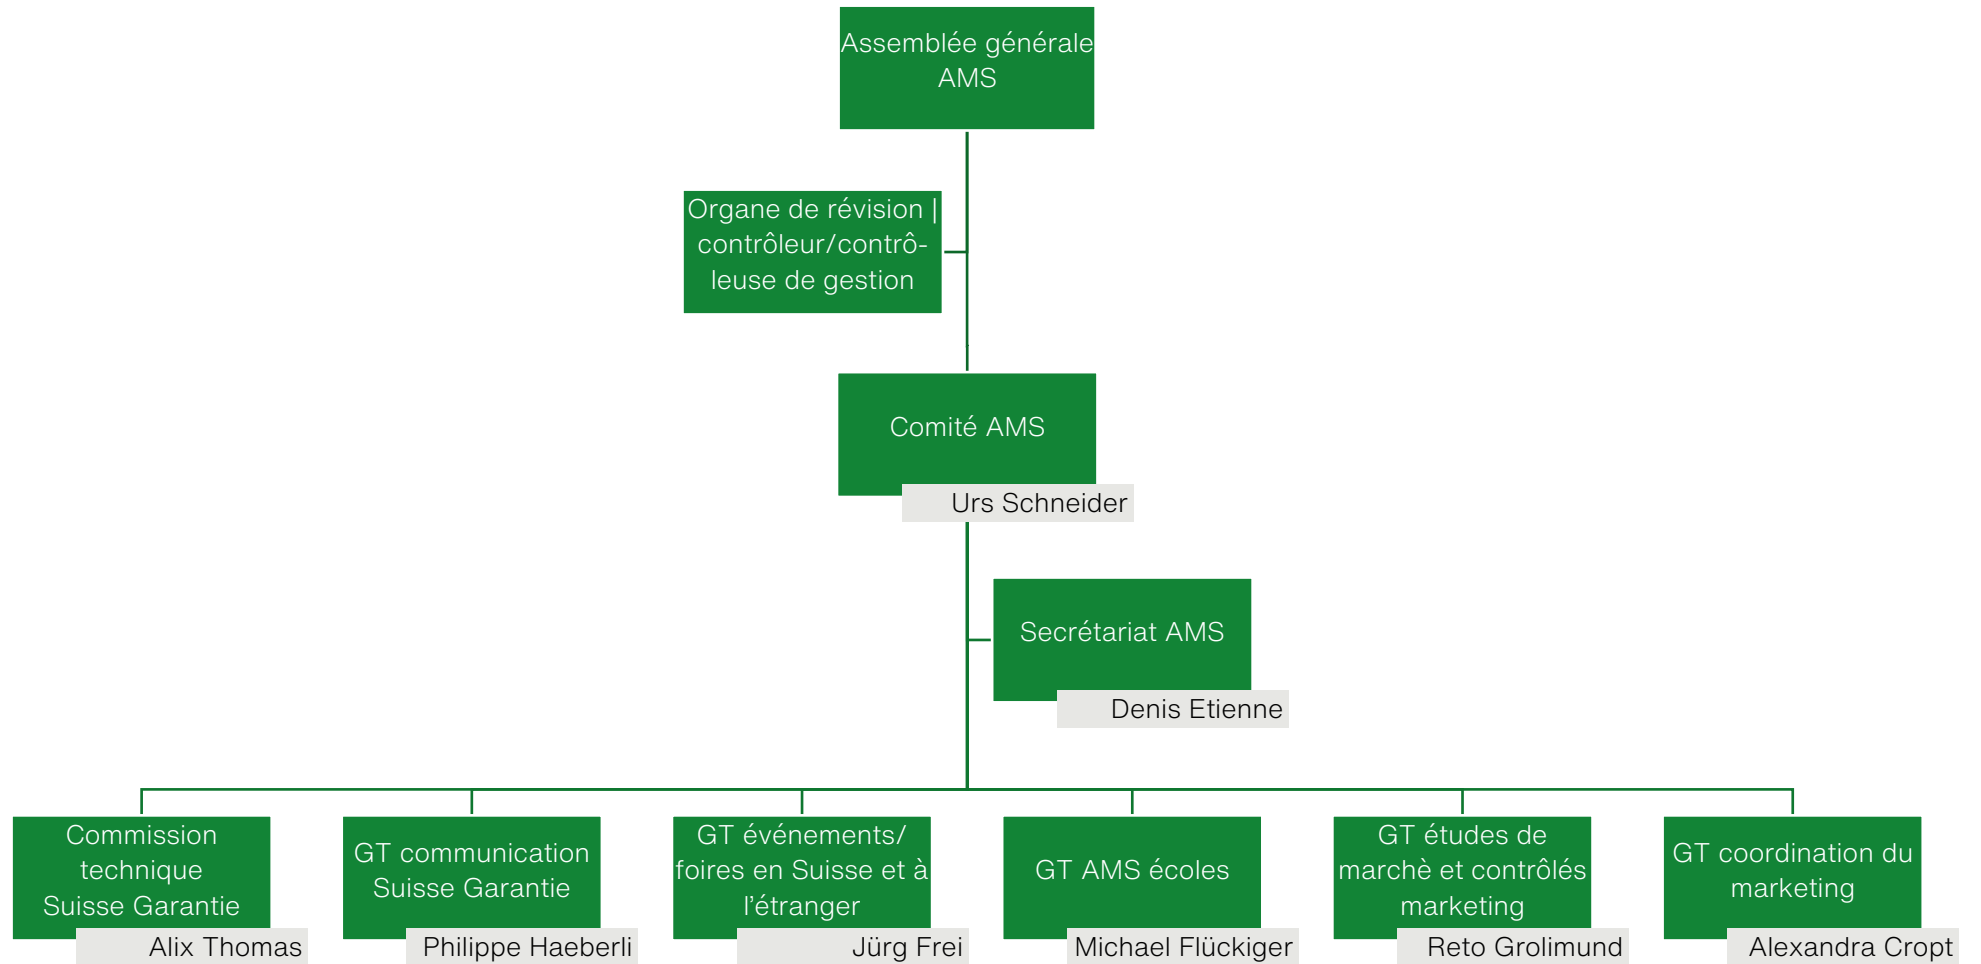 Assemblée générale
AMS
Organe de révision |
contrôleur/contrô-
leuse de gestion
Comité AMS
Urs Schneider
Secrétariat AMS
Denis Etienne
Commission
technique
Suisse Garantie
Alix Thomas
GT communication
Suisse Garantie
Philippe Haeberli
GT événements/
foires en Suisse et à
l’étranger
Jürg Frei
GT AMS écoles
Michael Flückiger
GT études de
marchè et contrôlés
marketing
Reto Grolimund
GT coordination du
marketing
Alexandra Cropt